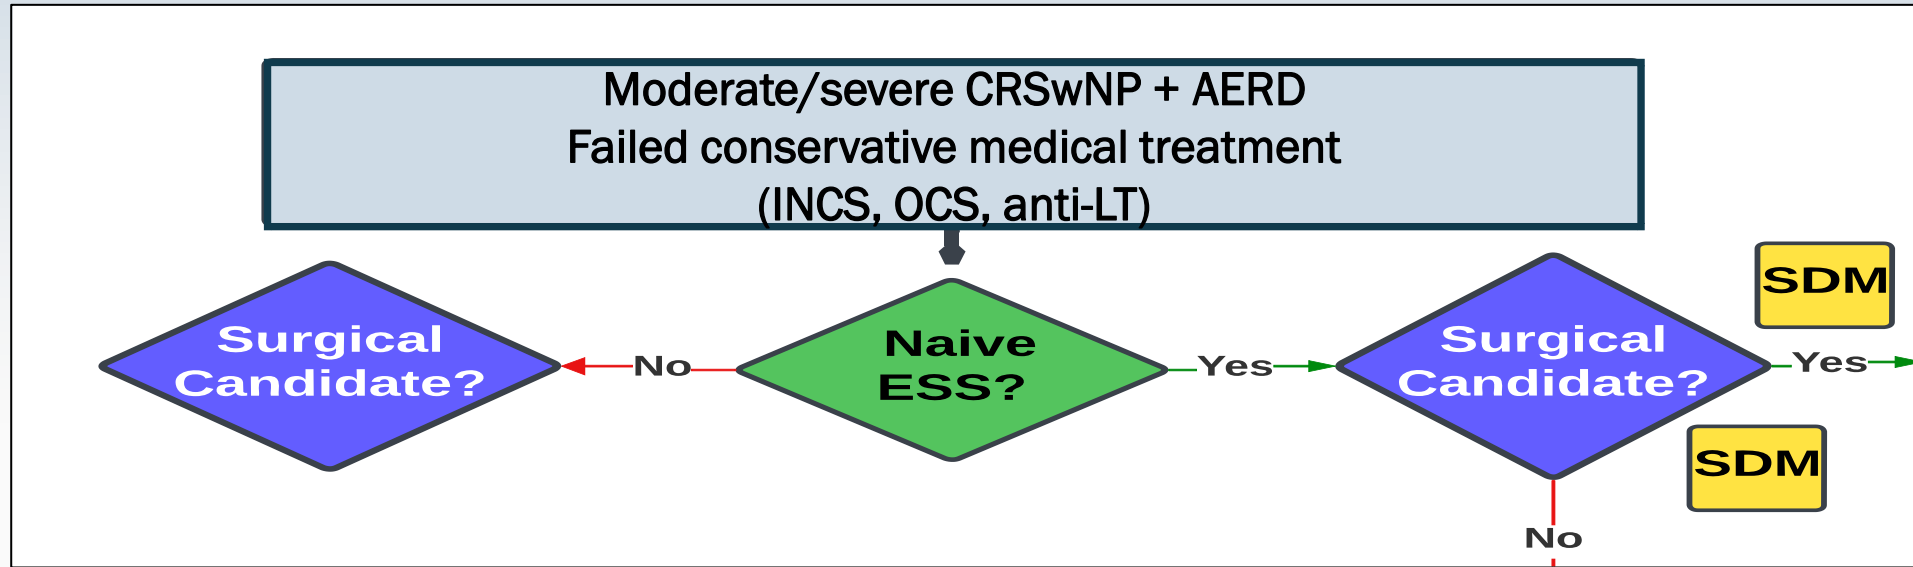 Moderate/severe CRSwNP + AERD
Failed conservative medical treatment
(INCS, OCS, anti-LT)
Surgical
Candidate?
No
Naive
ESS?
Yes
Surgical
Candidate?
SDM
Yes
SDM
No